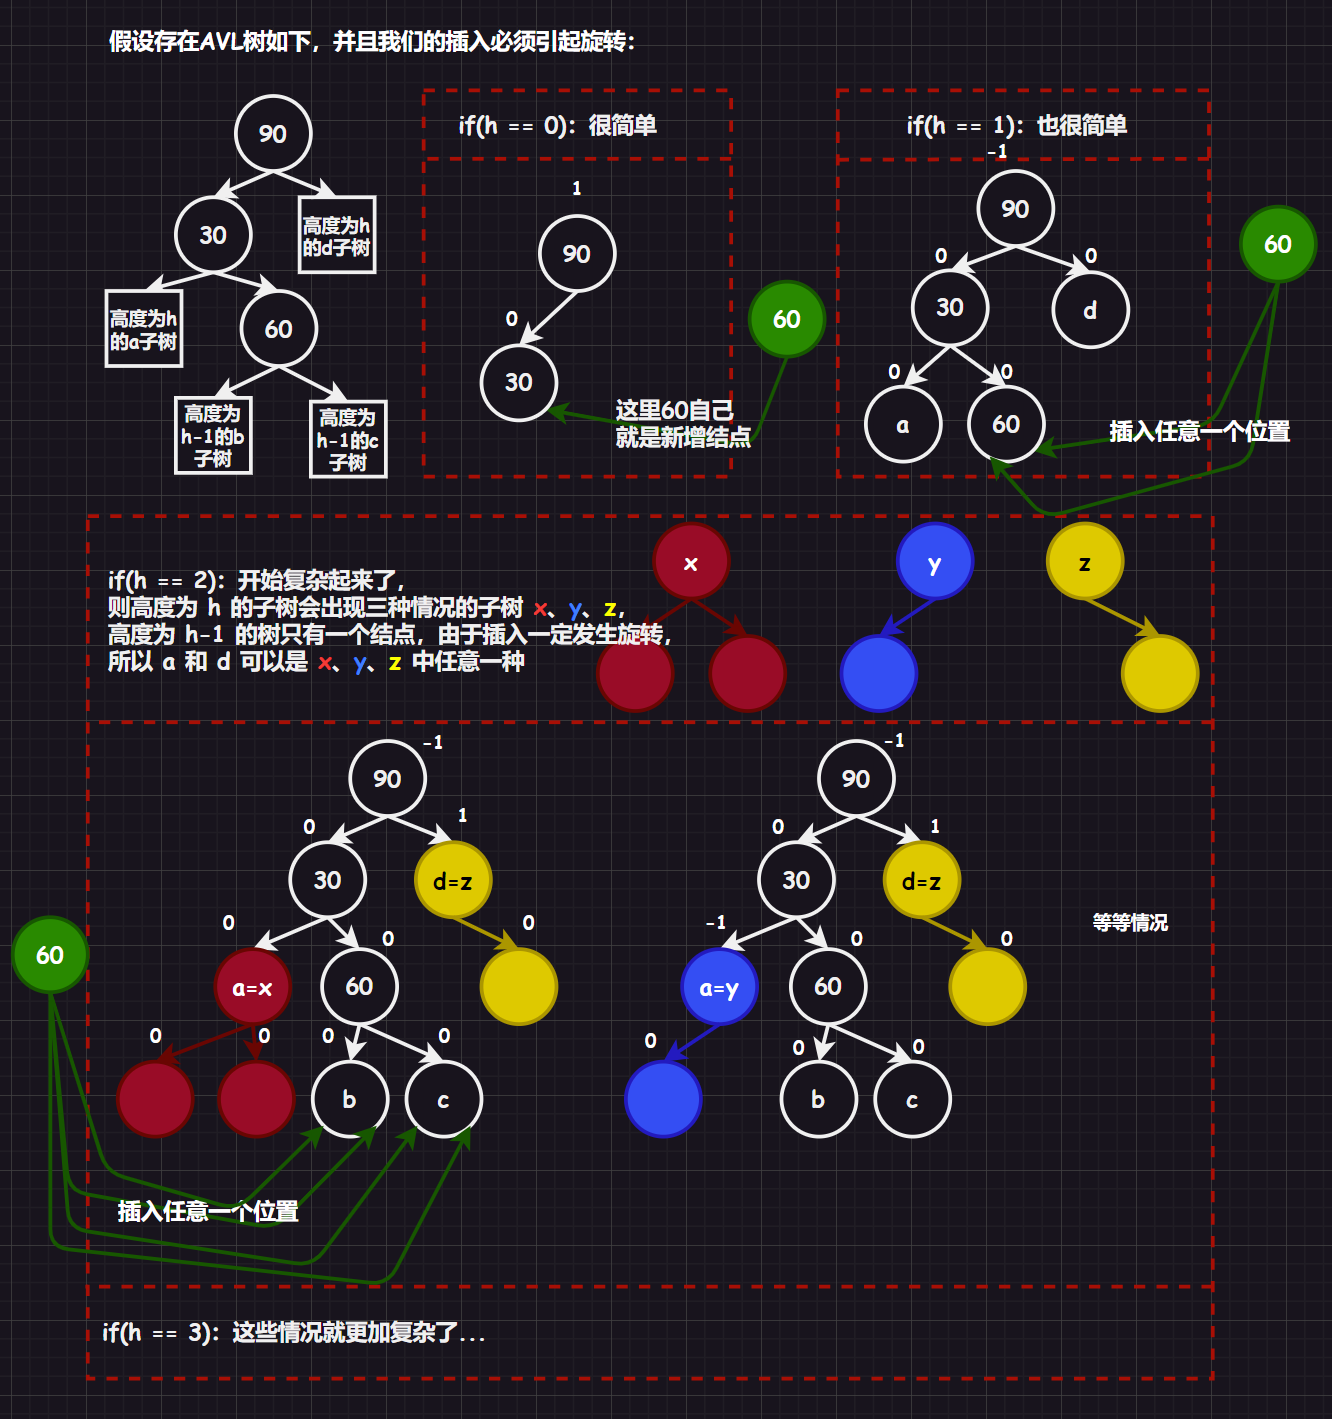 假设存在AVL树如下，并且我们的插入必须引起旋转：
90
30
高度为h
的d子树
高度为h
的a子树
60
高度为
h-1的b
子树
高度为
h-1的c
子树
if(h == 0)：很简单
1
90
0
30
60
这里60自己
就是新增结点
if(h == 1)：也很简单
-1
90
0
0
30
d
0
0
a
60
60
插入任意一个位置
if(h == 2)：开始复杂起来了，
则高度为 h 的子树会出现三种情况的子树 x、y、z，
高度为 h-1 的树只有一个结点，由于插入一定发生旋转，
所以 a 和 d 可以是 x、y、z 中任意一种
x
y
z
-1
90
0
1
30
d=z
0
0
0
a=x
60
0
0
0
0
b
c
60
插入任意一个位置
-1
90
0
1
30
d=z
-1
0
0
a=y
60
0
0
0
b
c
等等情况
if(h == 3)：这些情况就更加复杂了...